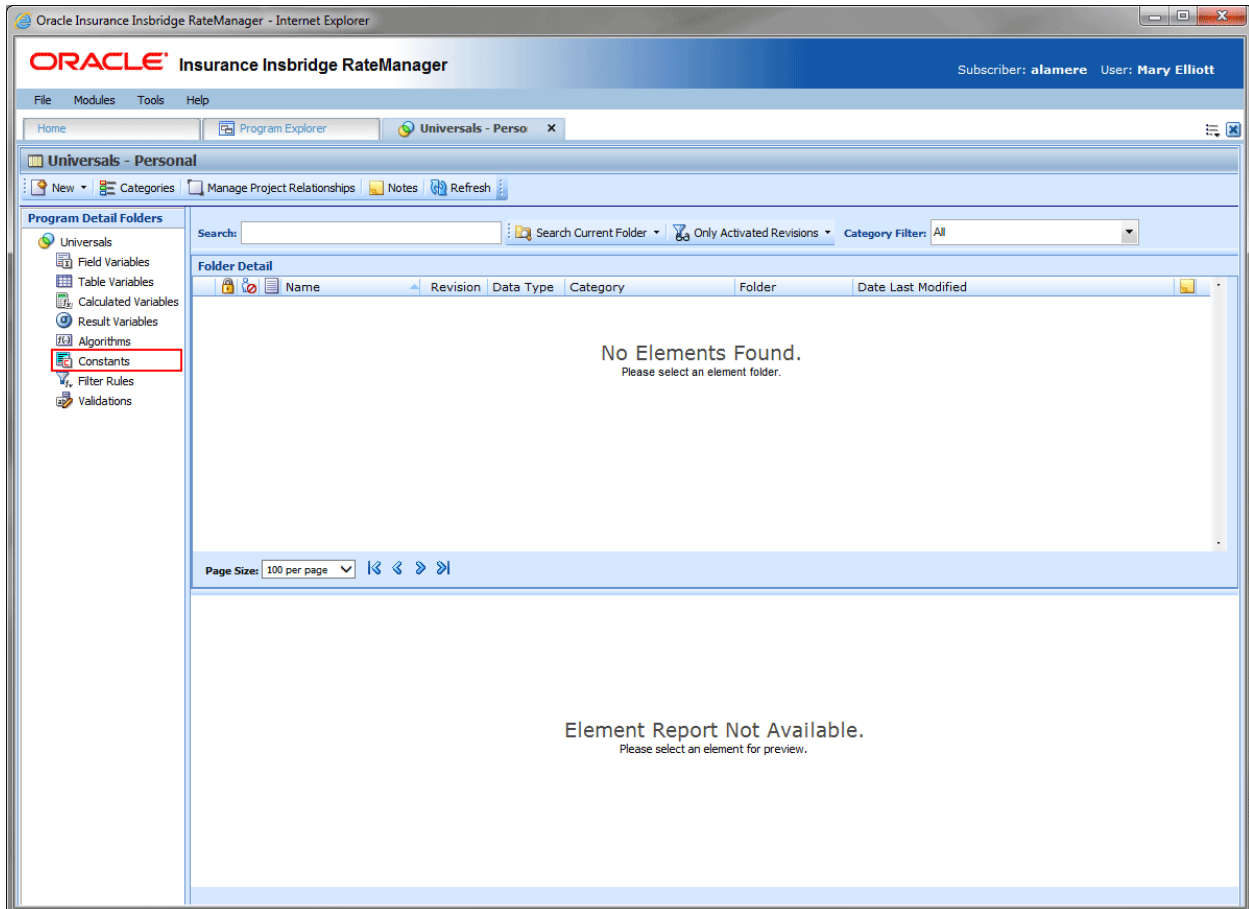 Oracle Insurance Insbridge RateManager - Internet Explorer
ORACLE Insurance Insbridge RateManager
Subscriber: alamere User: Mary Elliott
File Modules Tools Help
Home Program Explorer Universals - Perso
Universals - Personal
New Categories Manage Project Relationships Notes Refresh
Program Detail Folders
Universals
Field Variables
Table Variables
Calculated Variables
Result Variables
Algorithms
Constants
Filter Rules
Validations
Search: Search Current Folder Only Activated Revisions Category Filter: All
Folder Detail
Name Revision Data Type Category Folder Date Last Modified
No Elements Found.
Please select an element folder.
Page Size: 100 per page
Element Report Not Available.
Please select an element for preview.